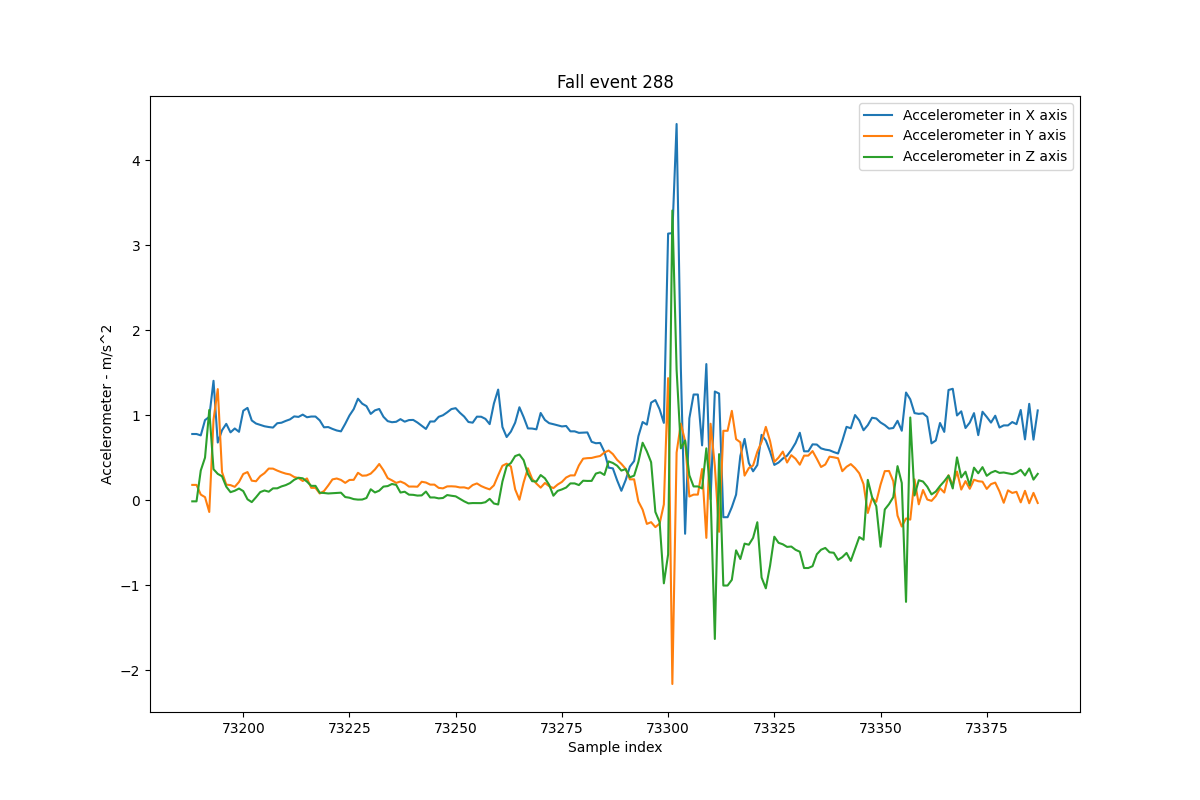 Fall event 288
Accelerometer in X axis
Accelerometer in Y axis
Accelerometer in Z axis
Accelerometer - m/s^2
4
3
2
1
0
−1
−2
73200 73225 73250 73275 73300 73325 73350 73375
Sample index